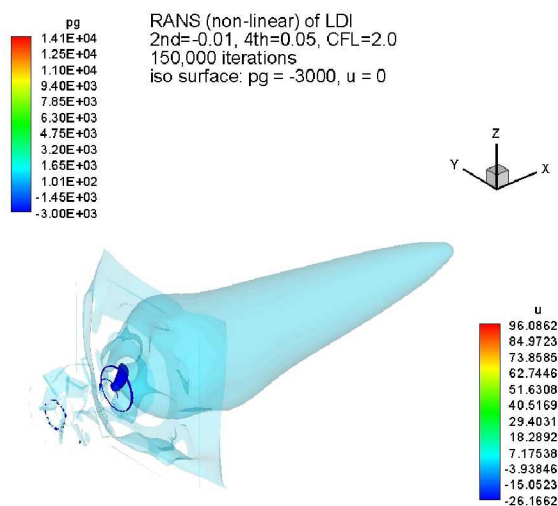 RANS (non-linear) of LDI
2nd=-0.01, 4th=0.05, CFL=2.0
150,000 iterations
iso surface: pg = -3000, u = 0
pg
1.41E+04
1.24E+04
1.10E+04
9.40E+03
7.85E+03
6.30E+03
4.75E+03
3.20E+03
1.65E+03
1.01E+02
-1.45E+03
-3.00E+03
Z
Y
X
u
96.0862
84.9723
73.8585
62.7446
51.6308
40.5169
29.4031
18.2892
7.17538
-3.93846
-15.0523
-26.1662